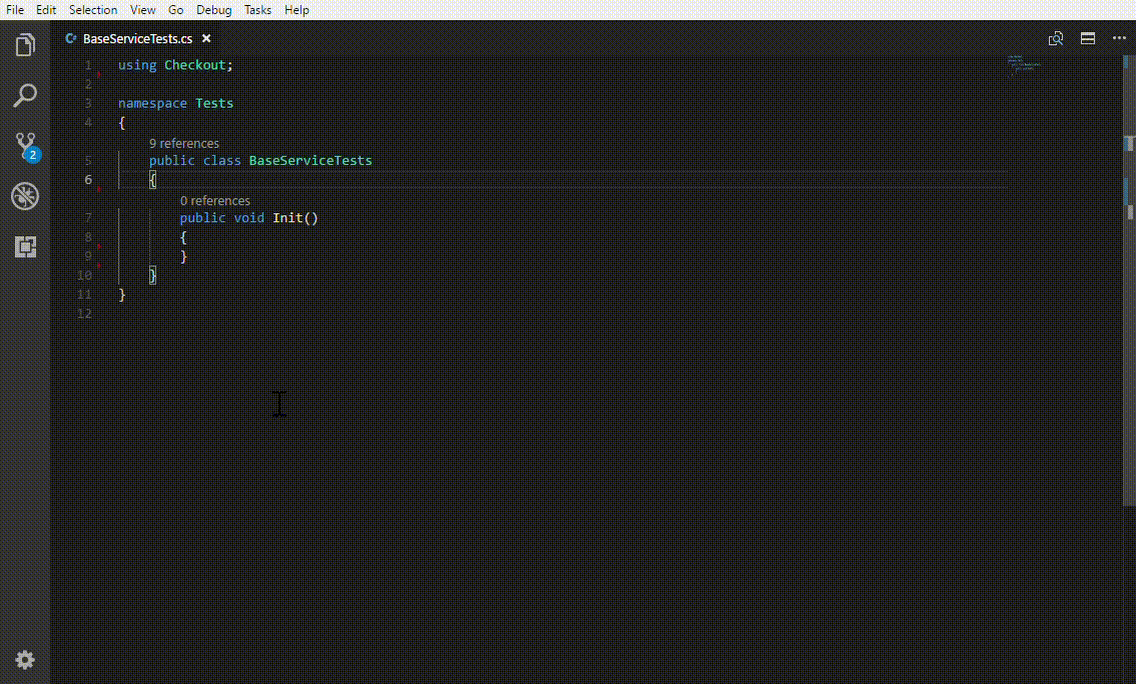 File Edit Selection View Go Debug Tasks Help
BaseServiceTests.cs
1 using Checkout;
2
3 namespace Tests
4 {
9 references
5 public class BaseServiceTests
6 {
0 references
7 public void Init()
8 {
9 }
10 }
11 }
12
2